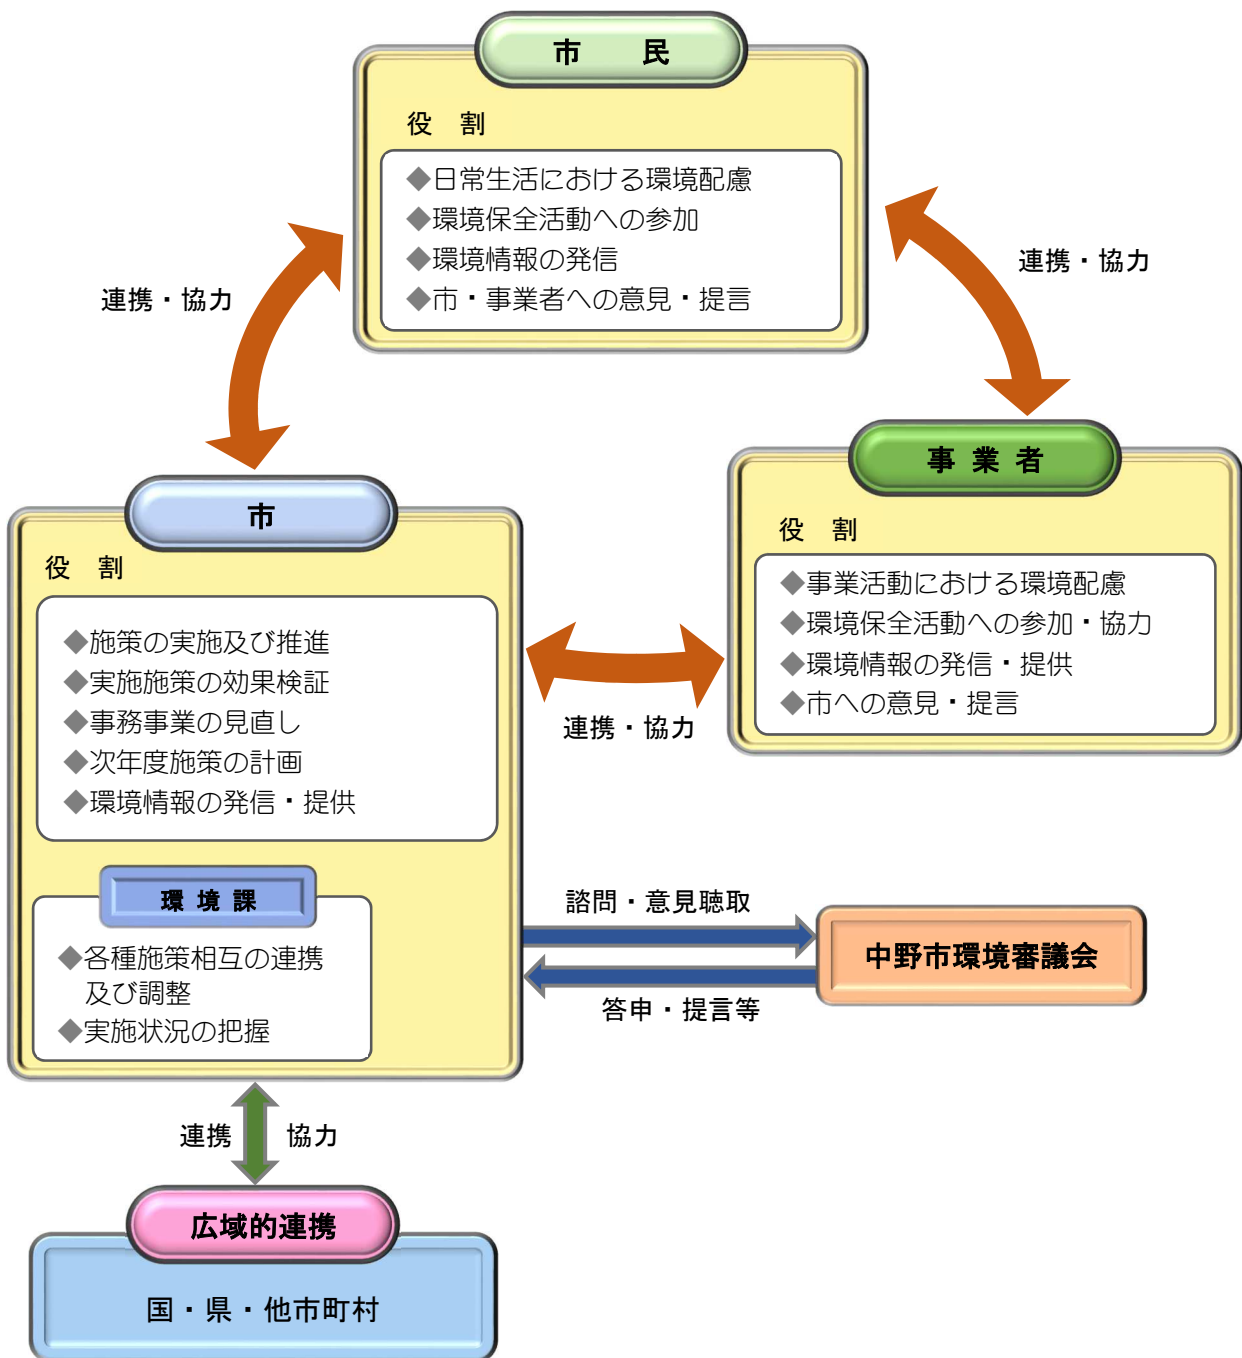 市　民
役　割
◆日常生活における環境配慮
◆環境保全活動への参加
◆環境情報の発信
◆市・事業者への意見・提言
連携・協力
連携・協力
事 業 者
役　割
◆事業活動における環境配慮
◆環境保全活動への参加・協力
◆環境情報の発信・提供
◆市への意見・提言
市
役　割
◆施策の実施及び推進
◆実施施策の効果検証
◆事務事業の見直し
◆次年度施策の計画
◆環境情報の発信・提供
連携・協力
環 境 課
◆各種施策相互の連携
及び調整
◆実施状況の把握
諮問・意見聴取
中野市環境審議会
答申・提言等
連携　協力
広域的連携
国・県・他市町村